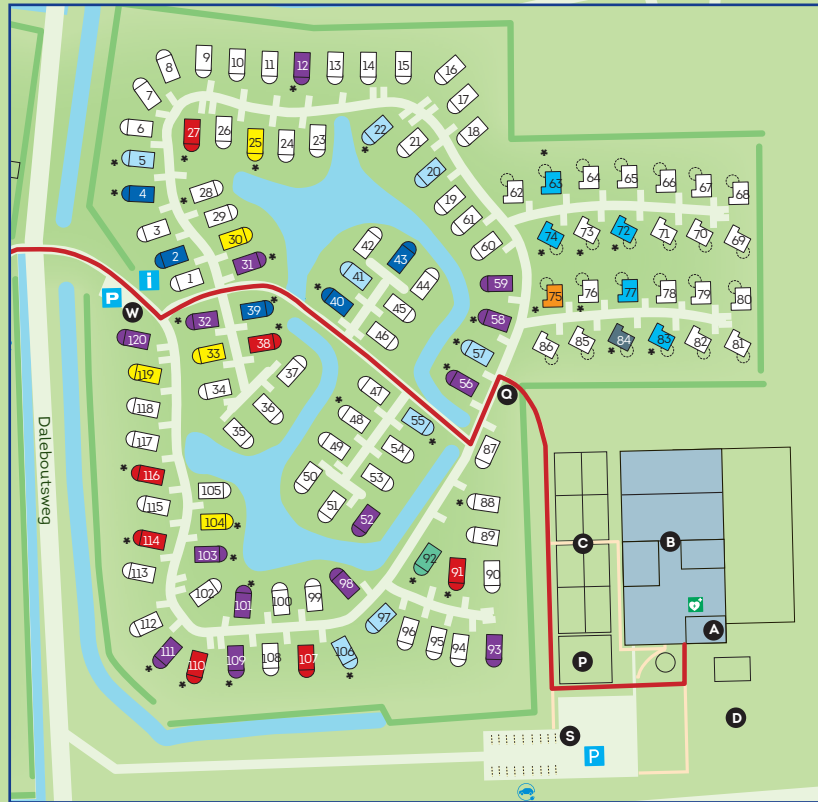 8 9 10 11 12 13 14 15 16
7 17
6 27 26 25 24 23 22 21 18
* * *
* 5 20
* 4 28 * 19
3 29 61
2 30 42 43 60
1 31 * 41 44
i
P
W
* 32 39 * 40 45 59
120 33 38 * 46 * 58
119 34 37 * 57
118 36 47 * 56
117 35 * 48 55 *
* 116 49 54
115 105 50 53
* 114 104 * 51 52
113 103 *
102 101 * 100 99 98
112
111 * 110 * 109 * 108 107 106 *
Q
87
* 88
89
92 * 91 * 90
97 96 95 94 93
*
62 63 64 65 66 67 68
74 * 73 * 72 * 71 70 69
* 75 76 * 77 78 79 80
86 85 84 * 83 * 82 81
C
B
A
P
D
S
P
Daleboutsweg